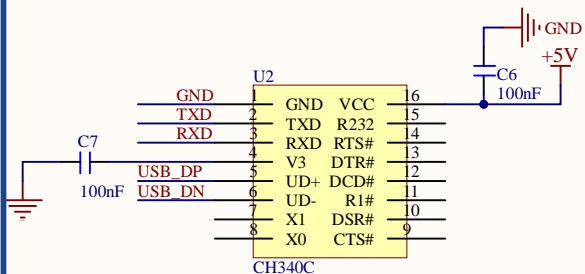 GND
+5V
C6
100nF
U2
GND 1 GND VCC 16
TXD 2 TXD R232 15
RXD 3 RXD RTS# 14
C7
4 V3 DTR# 13
100nF
USB_DP 5 UD+ DCD# 12
USB_DN 6 UD- R1# 11
7 X1 DSR# 10
8 X0 CTS# 9
CH340C